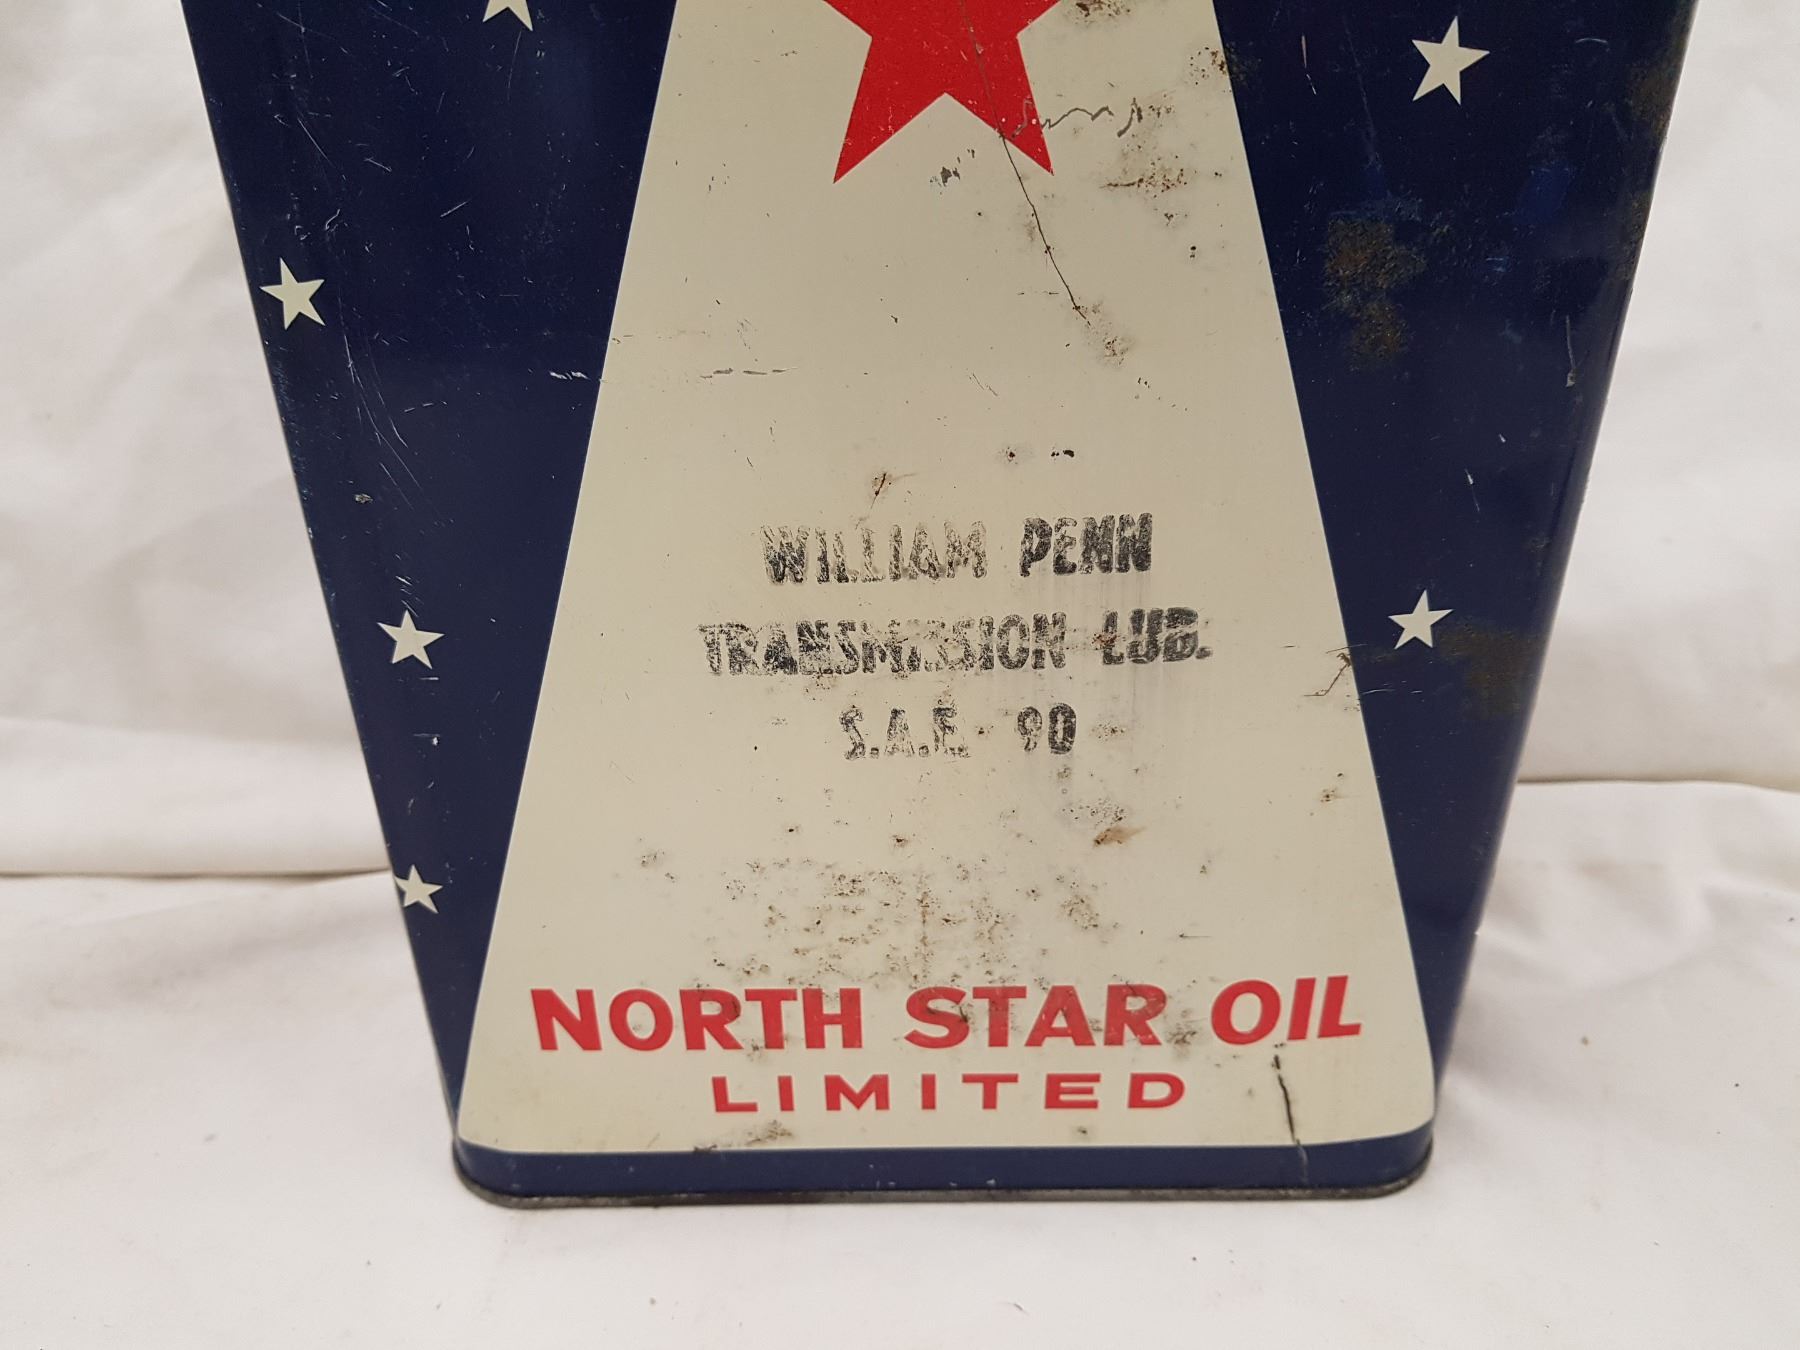 WILLIAM PENN
TRANSMISSION LUB.
S.A.E. 90
NORTH STAR OIL
LIMITED